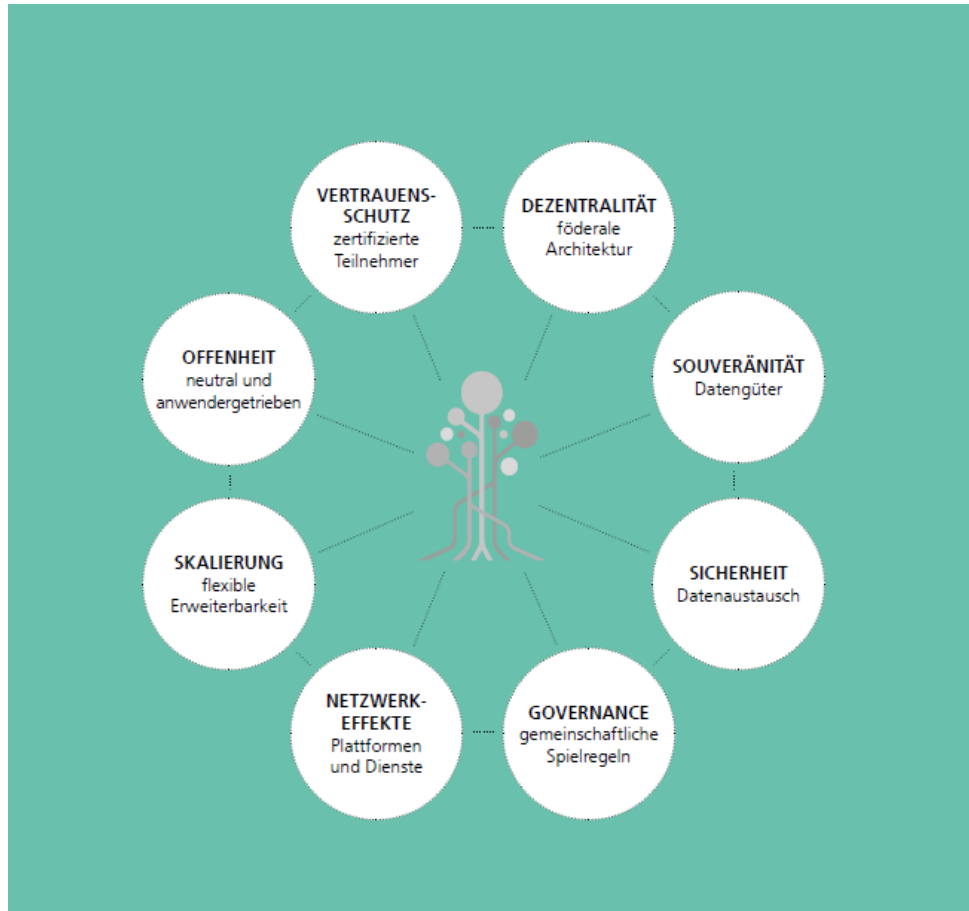 VERTRAUENS-
SCHUTZ
zertifizierte
Teilnehmer
DEZENTRALITÄT
föderale
Architektur
OFFENHEIT
neutral und
anwendergetrieben
SOUVERÄNITÄT
Datengüter
SKALIERUNG
flexible
Erweiterbarkeit
SICHERHEIT
Datenaustausch
NETZWERK-
EFFEKTE
Plattformen
und Dienste
GOVERNANCE
gemeinschaftliche
Spielregeln